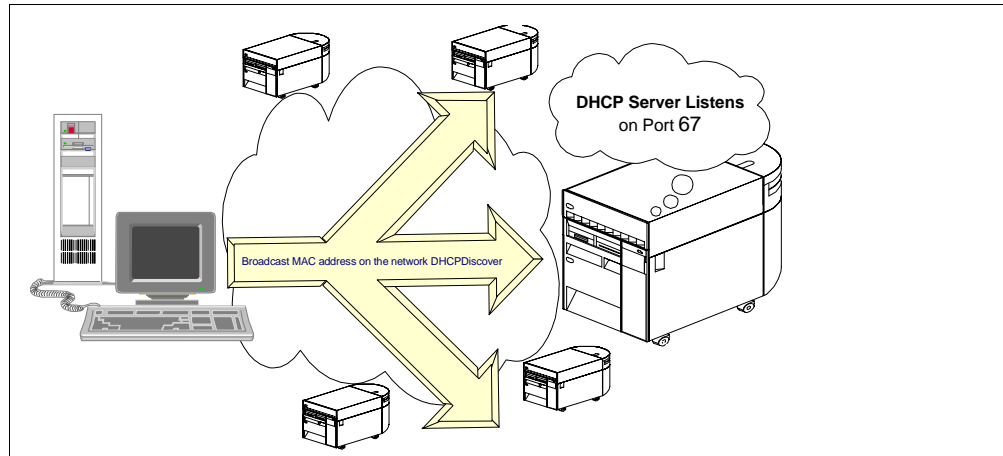 DHCP Server Listens
on Port 67
Broadcast MAC address on the network DHCPDiscover